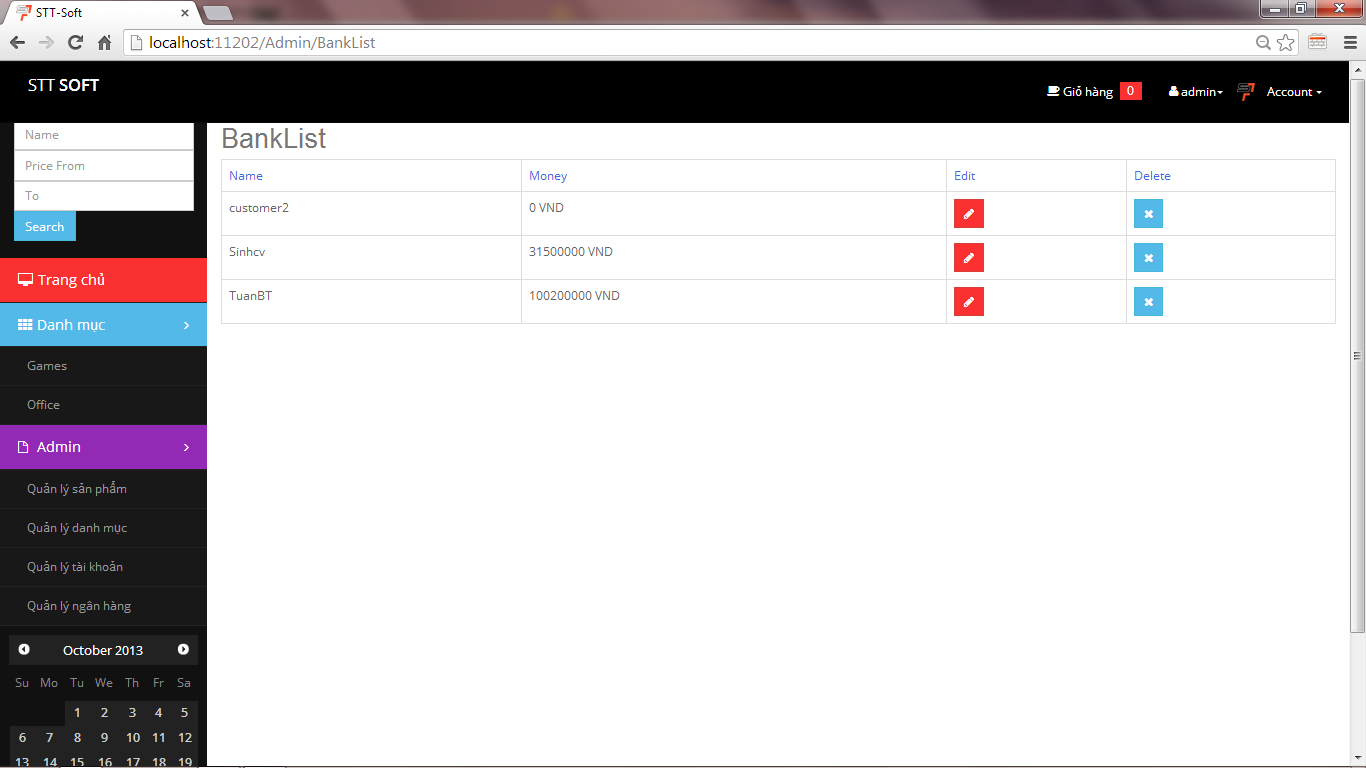 STT-Soft
localhost:11202/Admin/BankList
STT SOFT
Giỏ hàng 0 admin Account
Name
Price From
To
Search
Trang chủ
Danh mục
Games
Office
Admin
Quản lý sản phẩm
Quản lý danh mục
Quản lý tài khoản
Quản lý ngân hàng
October 2013
Su Mo Tu We Th Fr Sa
1 2 3 4 5
6 7 8 9 10 11 12
13 14 15 16 17 18 19
BankList
Name Money Edit Delete
customer2 0 VND
Sinhcv 31500000 VND
TuanBT 100200000 VND